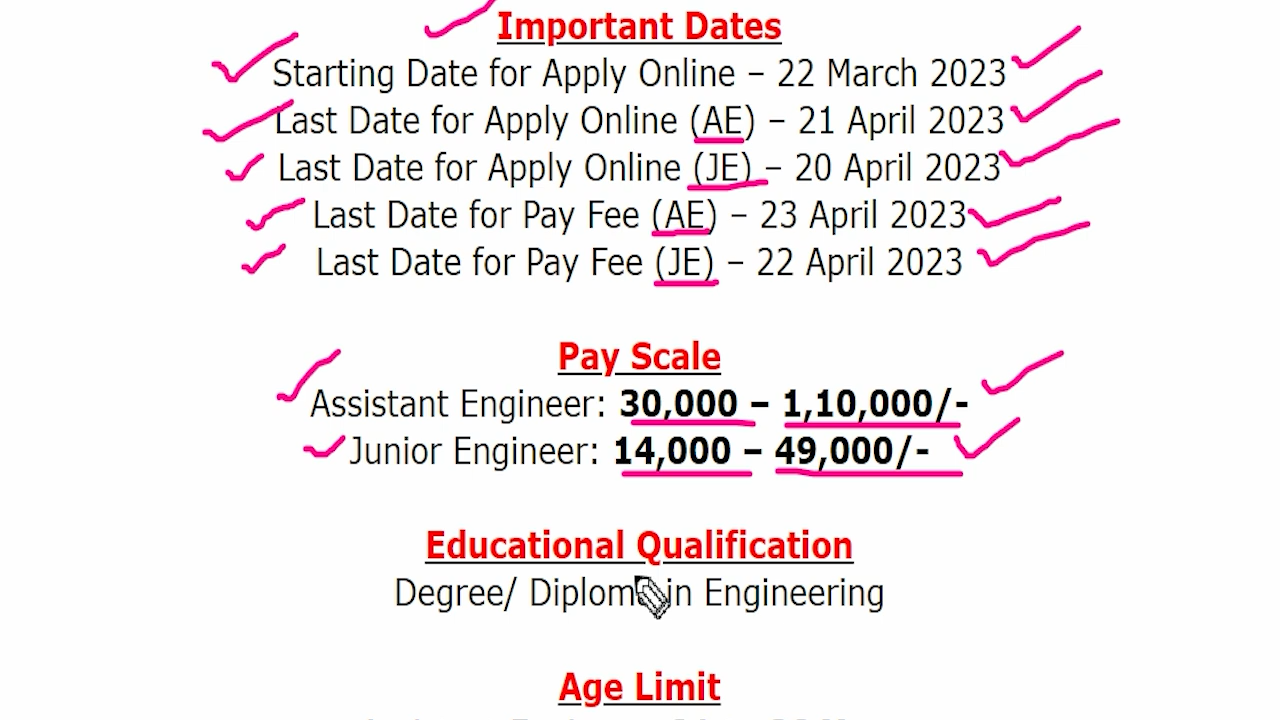 Important Dates
Starting Date for Apply Online – 22 March 2023
Last Date for Apply Online (AE) – 21 April 2023
Last Date for Apply Online (JE) – 20 April 2023
Last Date for Pay Fee (AE) – 23 April 2023
Last Date for Pay Fee (JE) – 22 April 2023
Pay Scale
Assistant Engineer: 30,000 – 1,10,000/-
Junior Engineer: 14,000 – 49,000/-
Educational Qualification
Degree/ Diploma in Engineering
Age Limit